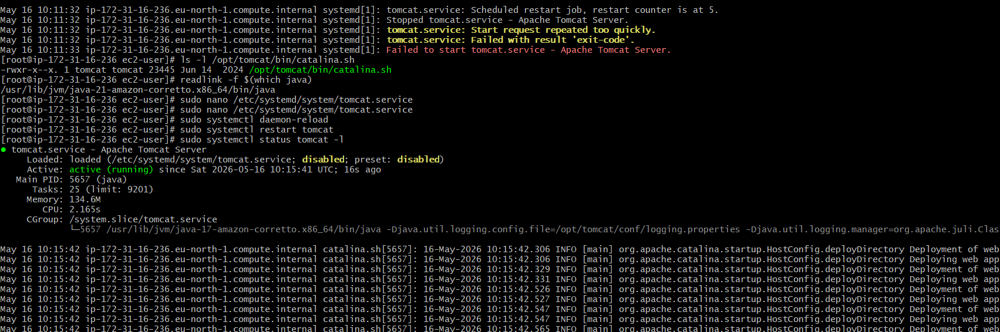 May 16 10:11:32 ip-172-31-16-236.eu-north-1.compute.internal systemd[1]: tomcat.service: Scheduled restart job, restart counter is at 5.
May 16 10:11:32 ip-172-31-16-236.eu-north-1.compute.internal systemd[1]: Stopped tomcat.service - Apache Tomcat Server.
May 16 10:11:32 ip-172-31-16-236.eu-north-1.compute.internal systemd[1]: tomcat.service: Start request repeated too quickly.
May 16 10:11:32 ip-172-31-16-236.eu-north-1.compute.internal systemd[1]: tomcat.service: Failed with result 'exit-code'.
May 16 10:11:33 ip-172-31-16-236.eu-north-1.compute.internal systemd[1]: Failed to start tomcat.service - Apache Tomcat Server.
[root@ip-172-31-16-236 ec2-user]# ls -l /opt/tomcat/bin/catalina.sh
-rwxr-x--x. 1 tomcat tomcat 23445 Jun 14  2024 /opt/tomcat/bin/catalina.sh
[root@ip-172-31-16-236 ec2-user]# readlink -f $(which java)
/usr/lib/jvm/java-21-amazon-corretto.x86_64/bin/java
[root@ip-172-31-16-236 ec2-user]# sudo nano /etc/systemd/system/tomcat.service
[root@ip-172-31-16-236 ec2-user]# sudo nano /etc/systemd/system/tomcat.service
[root@ip-172-31-16-236 ec2-user]# sudo systemctl daemon-reload
[root@ip-172-31-16-236 ec2-user]# sudo systemctl restart tomcat
[root@ip-172-31-16-236 ec2-user]# sudo systemctl status tomcat -l
● tomcat.service - Apache Tomcat Server
     Loaded: loaded (/etc/systemd/system/tomcat.service; disabled; preset: disabled)
     Active: active (running) since Sat 2026-05-16 10:15:41 UTC; 16s ago
   Main PID: 5657 (java)
      Tasks: 25 (limit: 9201)
     Memory: 134.6M
        CPU: 2.165s
     CGroup: /system.slice/tomcat.service
             └─5657 /usr/lib/jvm/java-17-amazon-corretto.x86_64/bin/java -Djava.util.logging.config.file=/opt/tomcat/conf/logging.properties -Djava.util.logging.manager=org.apache.juli.Clas
May 16 10:15:42 ip-172-31-16-236.eu-north-1.compute.internal catalina.sh[5657]: 16-May-2026 10:15:42.306 INFO [main] org.apache.catalina.startup.HostConfig.deployDirectory Deployment of web
May 16 10:15:42 ip-172-31-16-236.eu-north-1.compute.internal catalina.sh[5657]: 16-May-2026 10:15:42.306 INFO [main] org.apache.catalina.startup.HostConfig.deployDirectory Deploying web app
May 16 10:15:42 ip-172-31-16-236.eu-north-1.compute.internal catalina.sh[5657]: 16-May-2026 10:15:42.329 INFO [main] org.apache.catalina.startup.HostConfig.deployDirectory Deployment of web
May 16 10:15:42 ip-172-31-16-236.eu-north-1.compute.internal catalina.sh[5657]: 16-May-2026 10:15:42.331 INFO [main] org.apache.catalina.startup.HostConfig.deployDirectory Deploying web app
May 16 10:15:42 ip-172-31-16-236.eu-north-1.compute.internal catalina.sh[5657]: 16-May-2026 10:15:42.526 INFO [main] org.apache.catalina.startup.HostConfig.deployDirectory Deployment of web
May 16 10:15:42 ip-172-31-16-236.eu-north-1.compute.internal catalina.sh[5657]: 16-May-2026 10:15:42.527 INFO [main] org.apache.catalina.startup.HostConfig.deployDirectory Deploying web app
May 16 10:15:42 ip-172-31-16-236.eu-north-1.compute.internal catalina.sh[5657]: 16-May-2026 10:15:42.547 INFO [main] org.apache.catalina.startup.HostConfig.deployDirectory Deployment of web
May 16 10:15:42 ip-172-31-16-236.eu-north-1.compute.internal catalina.sh[5657]: 16-May-2026 10:15:42.547 INFO [main] org.apache.catalina.startup.HostConfig.deployDirectory Deploying web app
May 16 10:15:42 ip-172-31-16-236.eu-north-1.compute.internal catalina.sh[5657]: 16-May-2026 10:15:42.565 INFO [main] org.apache.catalina.startup.HostConfig.deployDirectory Deployment of web